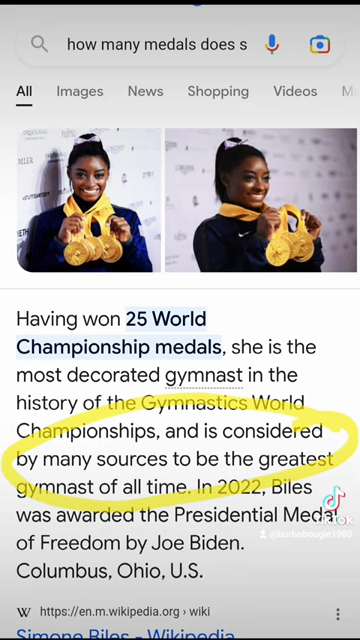 how many medals does s
All Images News Shopping Videos
Having won 25 World
Championship medals, she is the
most decorated gymnast in the
history of the Gymnastics World
Championships, and is considered
by many sources to be the greatest
gymnast of all time. In 2022, Biles
was awarded the Presidential Medal
of Freedom by Joe Biden.
Columbus, Ohio, U.S.
TikTok
@burbnbougie1980
W https://en.m.wikipedia.org › wiki
Simone Biles - Wikipedia